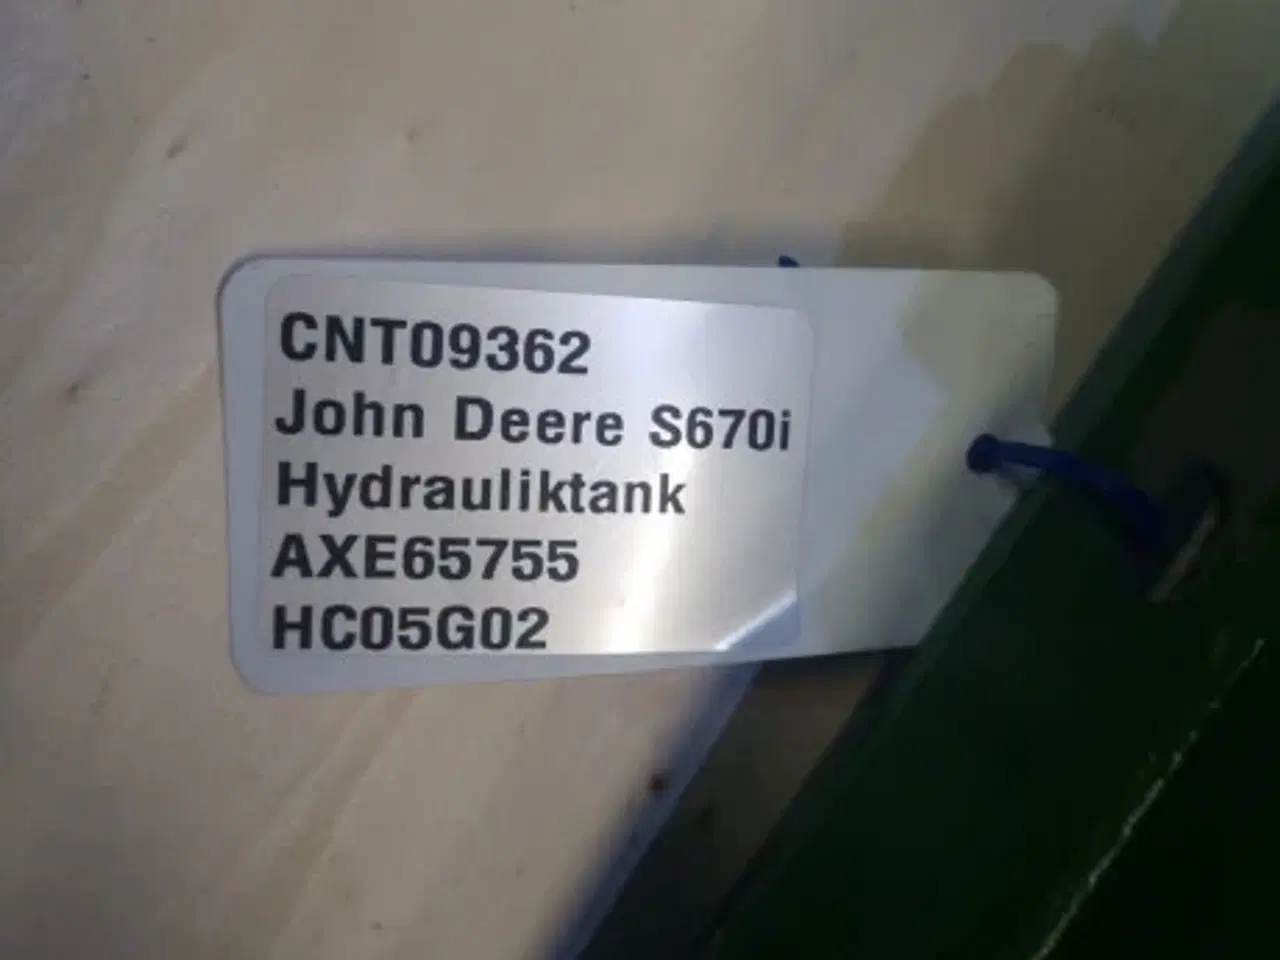 CNT09362
John Deere S670i
Hydrauliktank
AXE65755
HC05G02